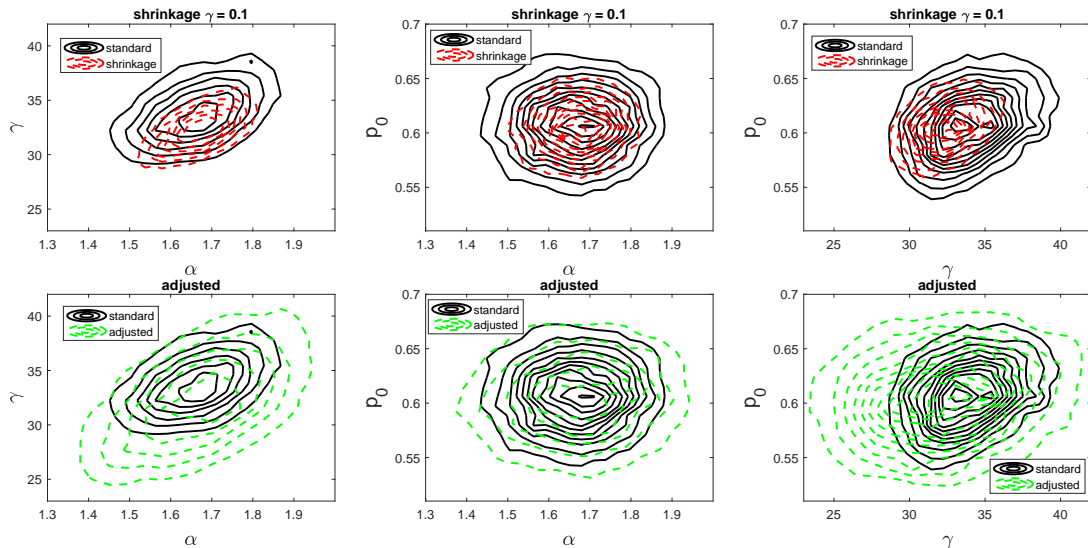 shrinkage γ = 0.1
shrinkage γ = 0.1
shrinkage γ = 0.1
40
35
30
25
γ
standard
shrinkage
1.3 1.4 1.5 1.6 1.7 1.8 1.9
α
0.7
0.65
0.6
0.55
p0
standard
shrinkage
1.4 1.5 1.6 1.7 1.8 1.9
α
0.7
0.65
0.6
0.55
p0
standard
shrinkage
25 30 35 40
γ
adjusted
adjusted
adjusted
40
35
30
25
γ
standard
adjusted
1.3 1.4 1.5 1.6 1.7 1.8 1.9
α
0.7
0.65
0.6
0.55
p0
standard
adjusted
1.4 1.5 1.6 1.7 1.8 1.9
α
0.7
0.65
0.6
0.55
p0
standard
adjusted
25 30 35 40
γ